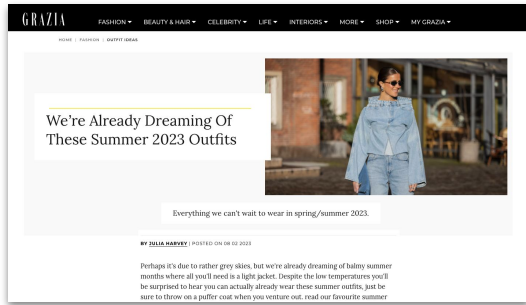 GRAZIA
FASHION BEAUTY & HAIR CELEBRITY LIFE INTERIORS MORE SHOP MY GRAZIA
HOME | FASHION | OUTFIT IDEAS
We're Already Dreaming Of
These Summer 2023 Outfits
Everything we can't wait to wear in spring/summer 2023.
BY JULIA HARVEY | POSTED ON 08 02 2023
Perhaps it's due to rather grey skies, but we're already dreaming of balmy summer
months where all you'll need is a light jacket. Despite the low temperatures you'll
be surprised to hear you can actually already wear these summer outfits, just be
sure to throw on a puffer coat when you venture out. read our favourite summer